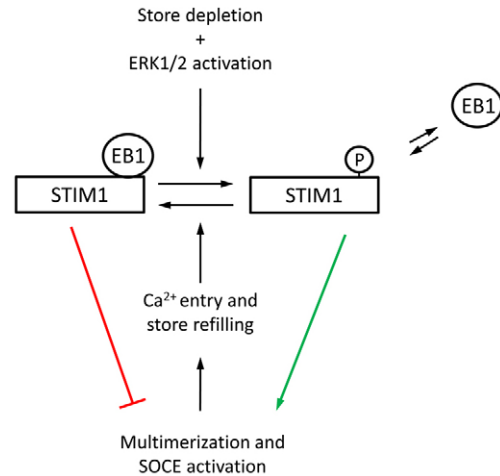 Store depletion
+
ERK1/2 activation
EB1
EB1
P
STIM1
STIM1
Ca²⁺ entry and
store refilling
Multimerization and
SOCE activation